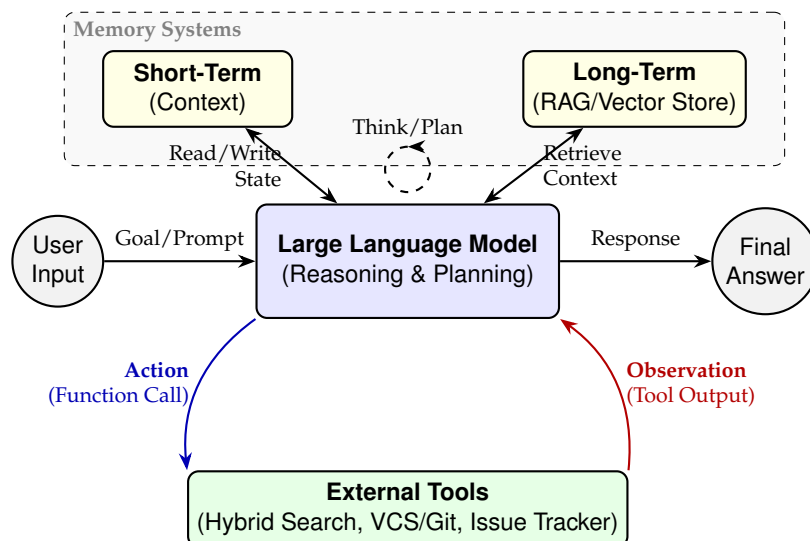 Memory Systems
Short-Term
(Context)
Long-Term
(RAG/Vector Store)
Think/Plan
Read/Write
State
Retrieve
Context
User
Input
Goal/Prompt
Large Language Model
(Reasoning & Planning)
Response
Final
Answer
Action
(Function Call)
Observation
(Tool Output)
External Tools
(Hybrid Search, VCS/Git, Issue Tracker)